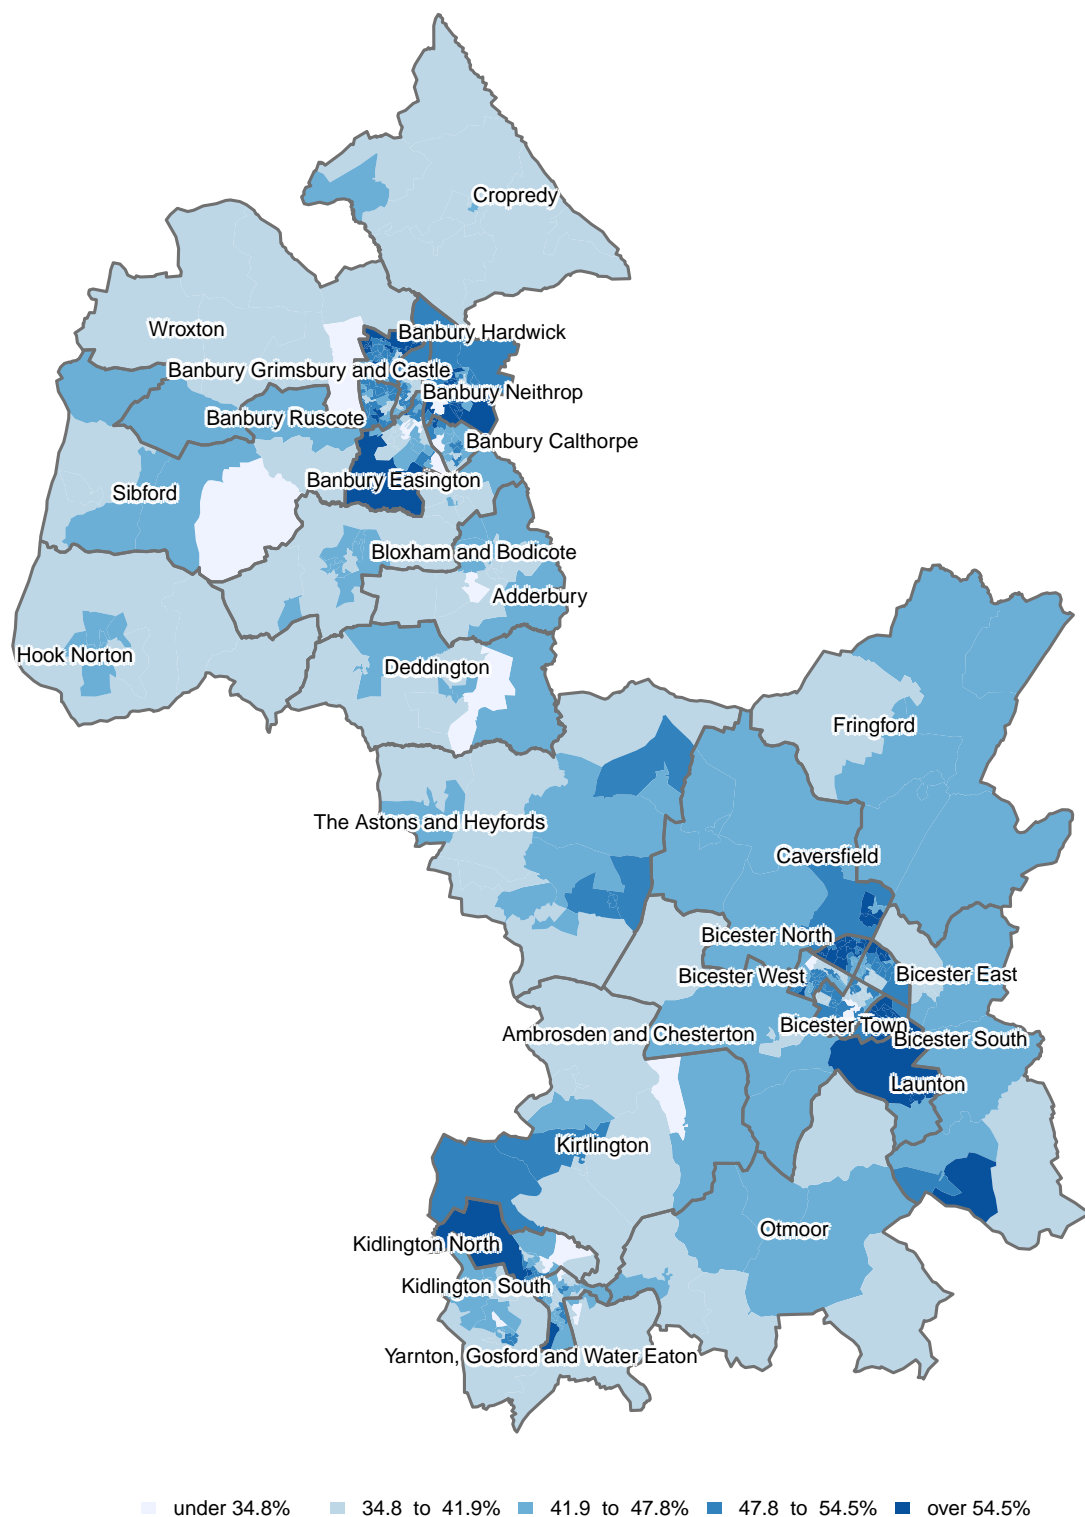 Cropredy
Wroxton
Banbury Hardwick
Banbury Grimsbury and Castle
Banbury Neithrop
Banbury Ruscote
Banbury Calthorpe
Banbury Easington
Sibford
Bloxham and Bodicote
Adderbury
Hook Norton
Deddington
Fringford
The Astons and Heyfords
Caversfield
Bicester North
Bicester West
Bicester East
Bicester Town
Ambrosden and Chesterton
Bicester South
Launton
Kirtlington
Otmoor
Kidlington North
Kidlington South
Yarnton, Gosford and Water Eaton
under 34.8% 34.8 to 41.9% 41.9 to 47.8% 47.8 to 54.5% over 54.5%